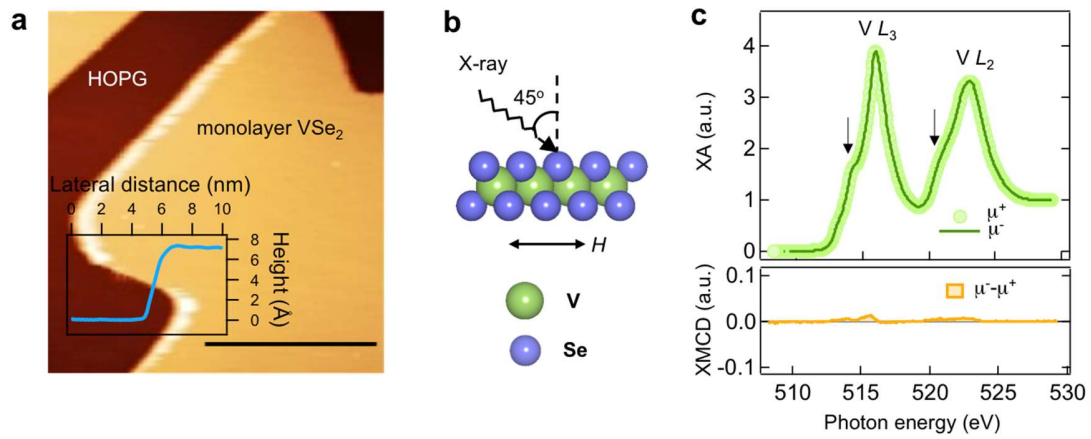 a
HOPG
monolayer VSe₂
Lateral distance (nm)
0 2 4 6 8 10
8
6
4
2
0
Height (Å)
b
X-ray
45°
H
V
Se
c
V L₃
V L₂
XA (a.u.)
4
3
2
1
0
μ⁺
μ⁻
XMCD (a.u.)
0.1
0.0
-0.1
μ⁻-μ⁺
510 515 520 525 530
Photon energy (eV)